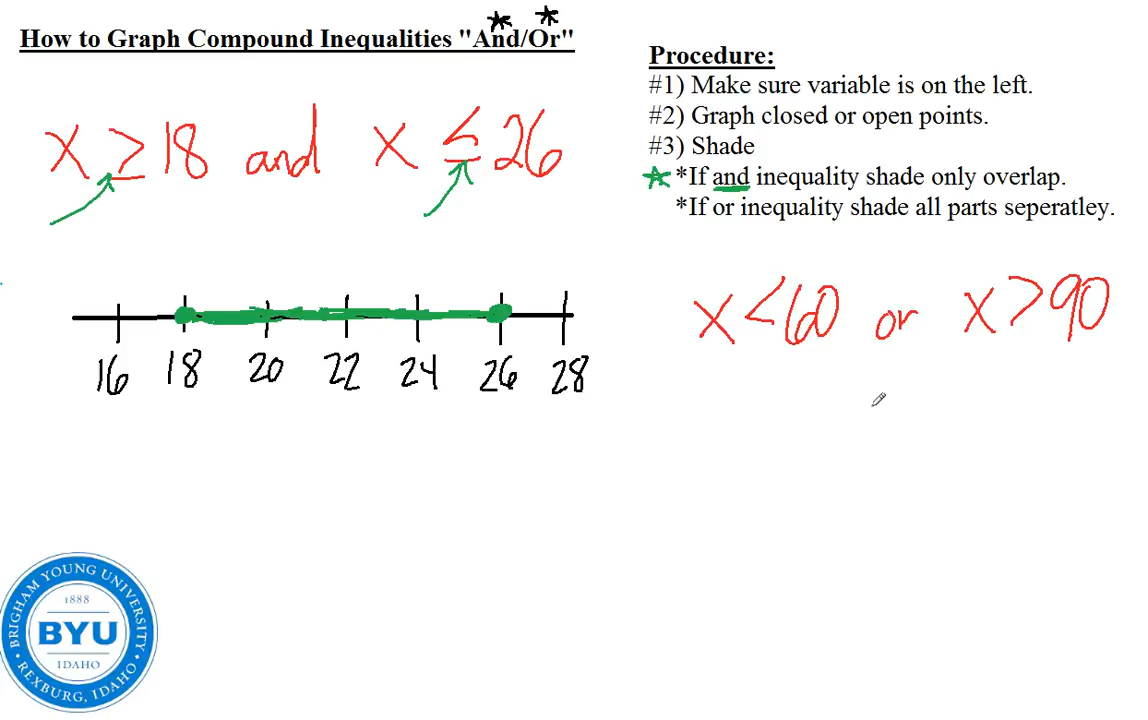 How to Graph Compound Inequalities "And/Or"
x ≥ 18 and x ≤ 26
16 18 20 22 24 26 28
Procedure:
#1) Make sure variable is on the left.
#2) Graph closed or open points.
#3) Shade
*If and inequality shade only overlap.
*If or inequality shade all parts seperatley.
x < 60 or x > 90
BRIGHAM YOUNG UNIVERSITY
1888
BYU
IDAHO
REXBURG, IDAHO